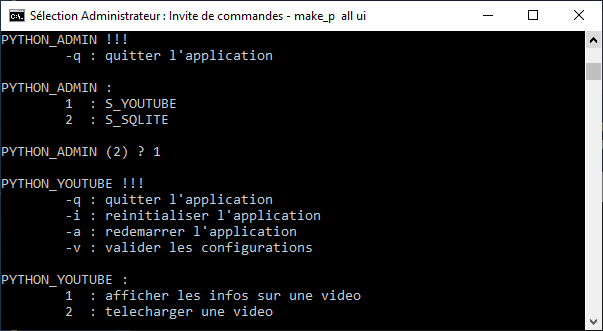 Sélection Administrateur : Invite de commandes - make_p all ui
PYTHON_ADMIN !!!
-q : quitter l'application
PYTHON_ADMIN :
1 : S_YOUTUBE
2 : S_SQLITE
PYTHON_ADMIN (2) ? 1
PYTHON_YOUTUBE !!!
-q : quitter l'application
-i : reinitialiser l'application
-a : redemarrer l'application
-v : valider les configurations
PYTHON_YOUTUBE :
1 : afficher les infos sur une video
2 : telecharger une video